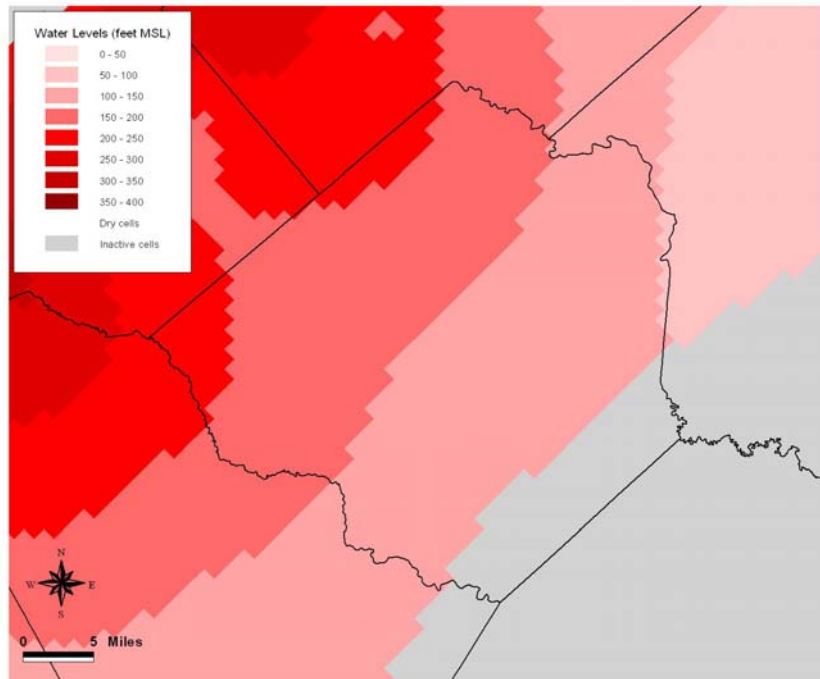 Water Levels (feet MSL)
0 - 50
50 - 100
100 - 150
150 - 200
200 - 250
250 - 300
300 - 350
350 - 400
Dry cells
Inactive cells
N
W E
S
0 5 Miles